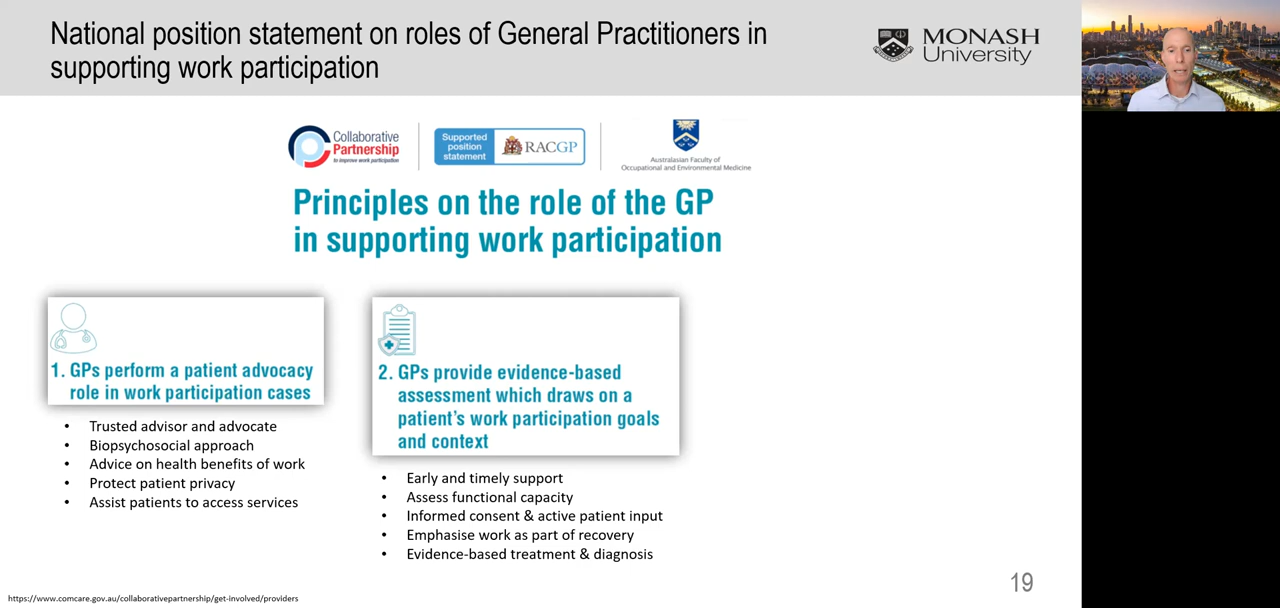 National position statement on roles of General Practitioners in
supporting work participation
MONASH
University
Collaborative
Partnership
to improve work participation
Supported
position
statement
RACGP
Australasian Faculty of
Occupational and Environmental Medicine
Principles on the role of the GP
in supporting work participation
1. GPs perform a patient advocacy
role in work participation cases
• Trusted advisor and advocate
• Biopsychosocial approach
• Advice on health benefits of work
• Protect patient privacy
• Assist patients to access services
2. GPs provide evidence-based
assessment which draws on a
patient's work participation goals
and context
• Early and timely support
• Assess functional capacity
• Informed consent & active patient input
• Emphasise work as part of recovery
• Evidence-based treatment & diagnosis
19
https://www.comcare.gov.au/collaborativepartnership/get-involved/providers